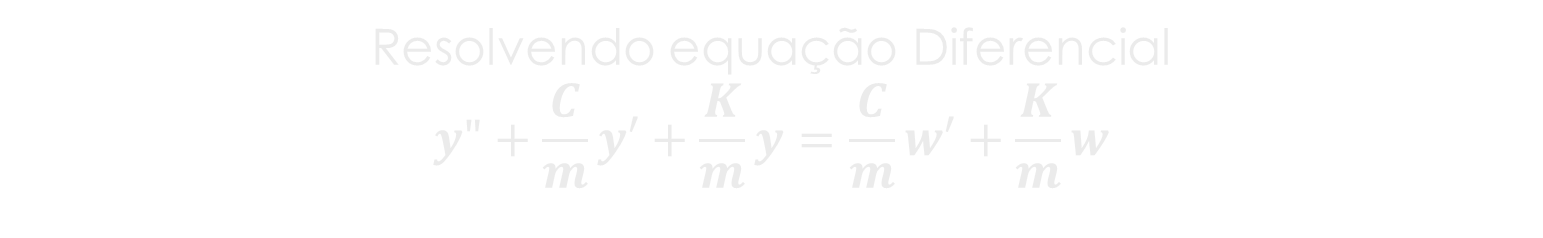 Resolvendo equação Diferencial
y" + C/m y′ + K/m y = C/m w′ + K/m w